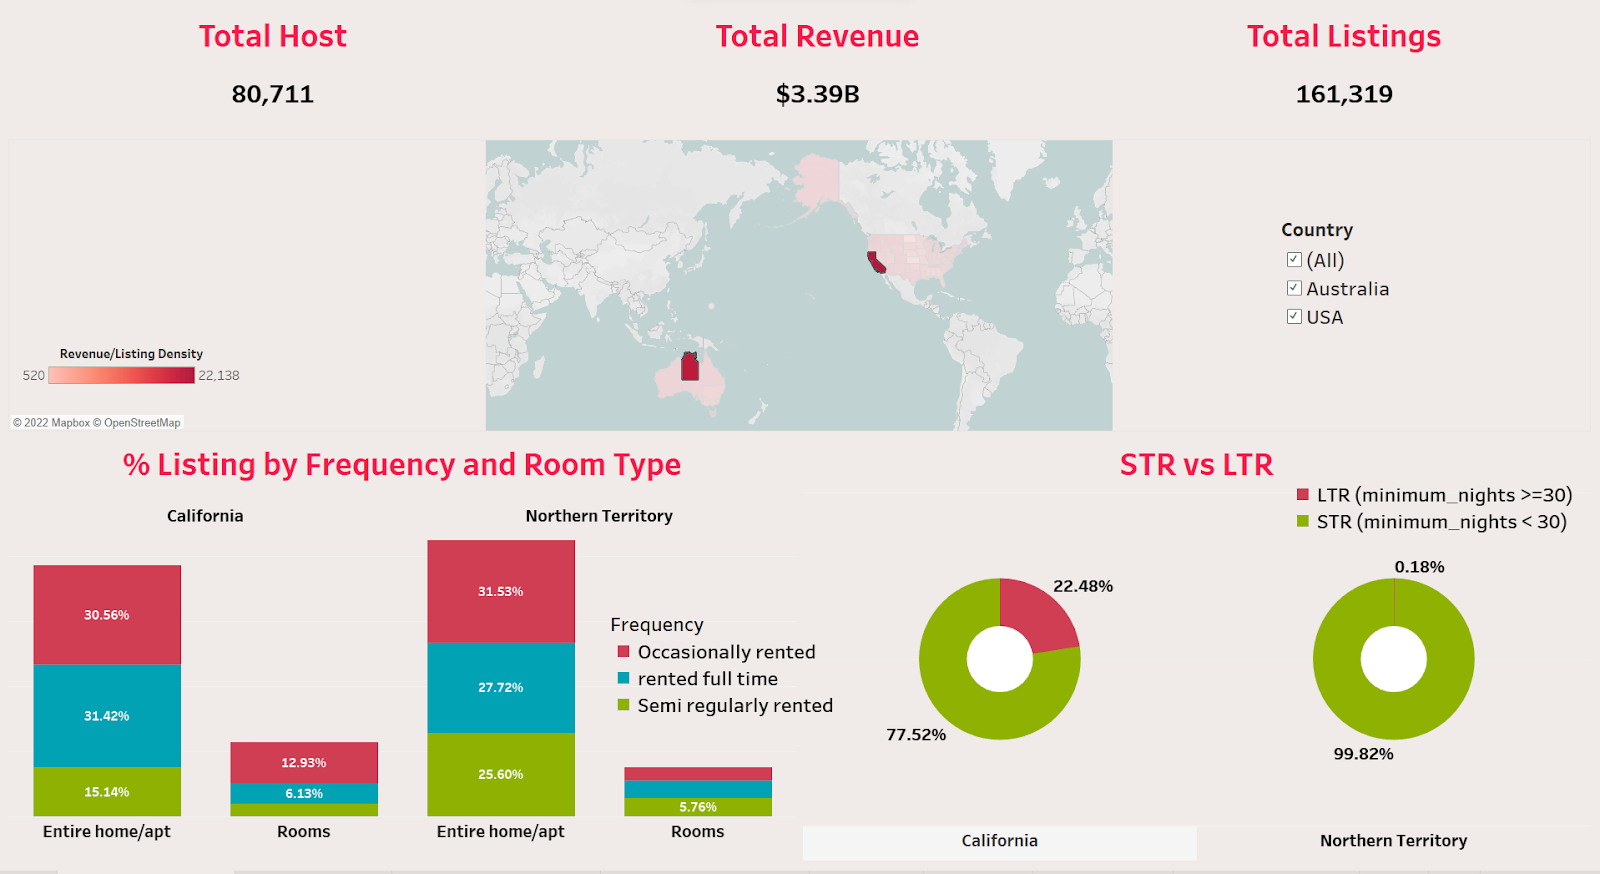 Total Host
Total Revenue
Total Listings
80,711
$3.39B
161,319
Country
(All)
Australia
USA
Revenue/Listing Density
520
22,138
© 2022 Mapbox © OpenStreetMap
% Listing by Frequency and Room Type
California
Northern Territory
30.56%
31.42%
15.14%
12.93%
6.13%
31.53%
27.72%
25.60%
5.76%
Frequency
Occasionally rented
rented full time
Semi regularly rented
Entire home/apt
Rooms
Entire home/apt
Rooms
STR vs LTR
LTR (minimum_nights >=30)
STR (minimum_nights < 30)
22.48%
77.52%
0.18%
99.82%
California
Northern Territory